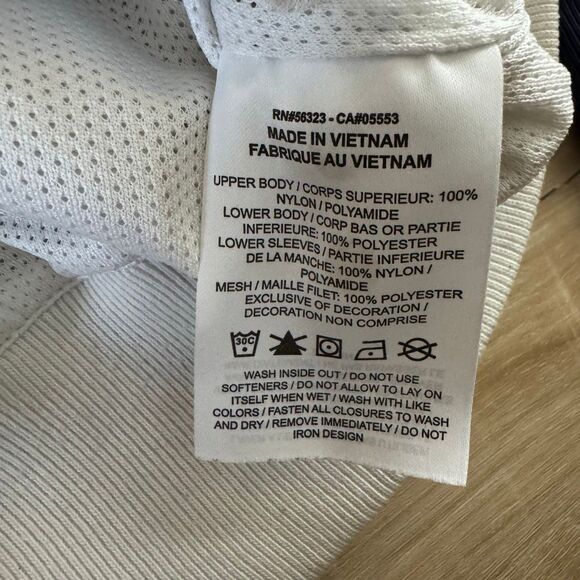 RN#56323 - CA#05553
MADE IN VIETNAM
FABRIQUE AU VIETNAM
UPPER BODY / CORPS SUPERIEUR: 100%
NYLON / POLYAMIDE
LOWER BODY / CORP BAS OR PARTIE
INFERIEURE: 100% POLYESTER
LOWER SLEEVES / PARTIE INFERIEURE
DE LA MANCHE: 100% NYLON /
POLYAMIDE
MESH / MAILLE FILET: 100% POLYESTER
EXCLUSIVE OF DECORATION /
DECORATION NON COMPRISE
30C
WASH INSIDE OUT / DO NOT USE
SOFTENERS / DO NOT ALLOW TO LAY ON
ITSELF WHEN WET / WASH WITH LIKE
COLORS / FASTEN ALL CLOSURES TO WASH
AND DRY / REMOVE IMMEDIATELY / DO NOT
IRON DESIGN